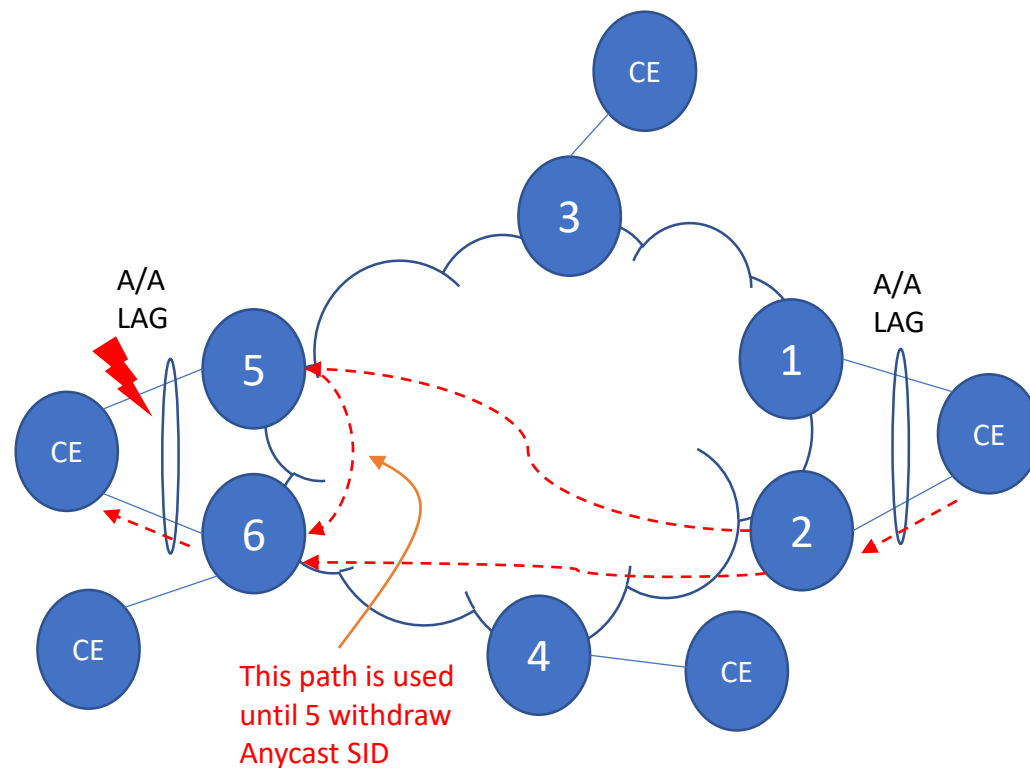 CE
3
A/A
LAG
A/A
LAG
5
1
CE
CE
6
2
CE
4
CE
This path is used
until 5 withdraw
Anycast SID